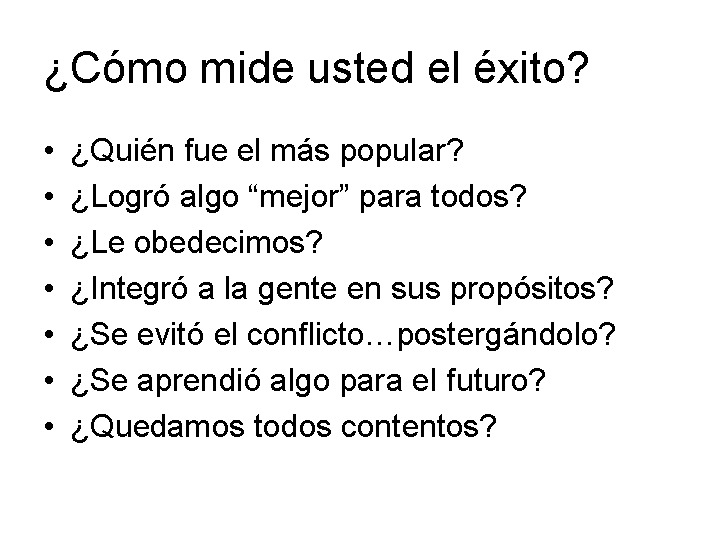 ¿Cómo mide usted el éxito?
• ¿Quién fue el más popular?
• ¿Logró algo “mejor” para todos?
• ¿Le obedecimos?
• ¿Integró a la gente en sus propósitos?
• ¿Se evitó el conflicto…postergándolo?
• ¿Se aprendió algo para el futuro?
• ¿Quedamos todos contentos?